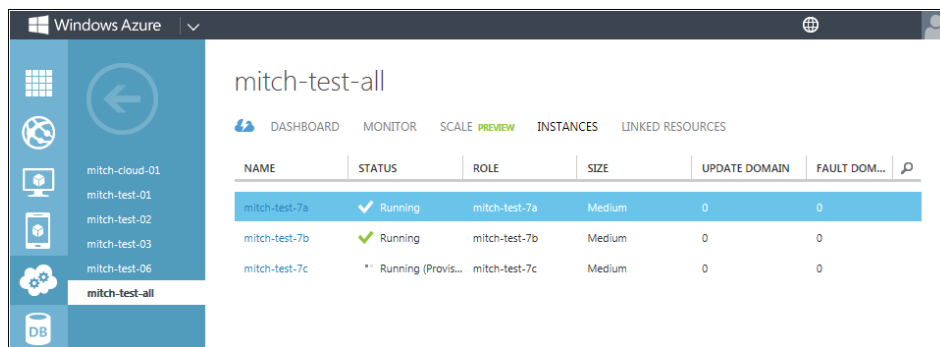 Windows Azure
mitch-test-all
DASHBOARD MONITOR SCALE PREVIEW INSTANCES LINKED RESOURCES
mitch-cloud-01
mitch-test-01
mitch-test-02
mitch-test-03
mitch-test-06
mitch-test-all
DB
NAME STATUS ROLE SIZE UPDATE DOMAIN FAULT DOM...
mitch-test-7a Running mitch-test-7a Medium 0 0
mitch-test-7b Running mitch-test-7b Medium 0 0
mitch-test-7c Running (Provis... mitch-test-7c Medium 0 0